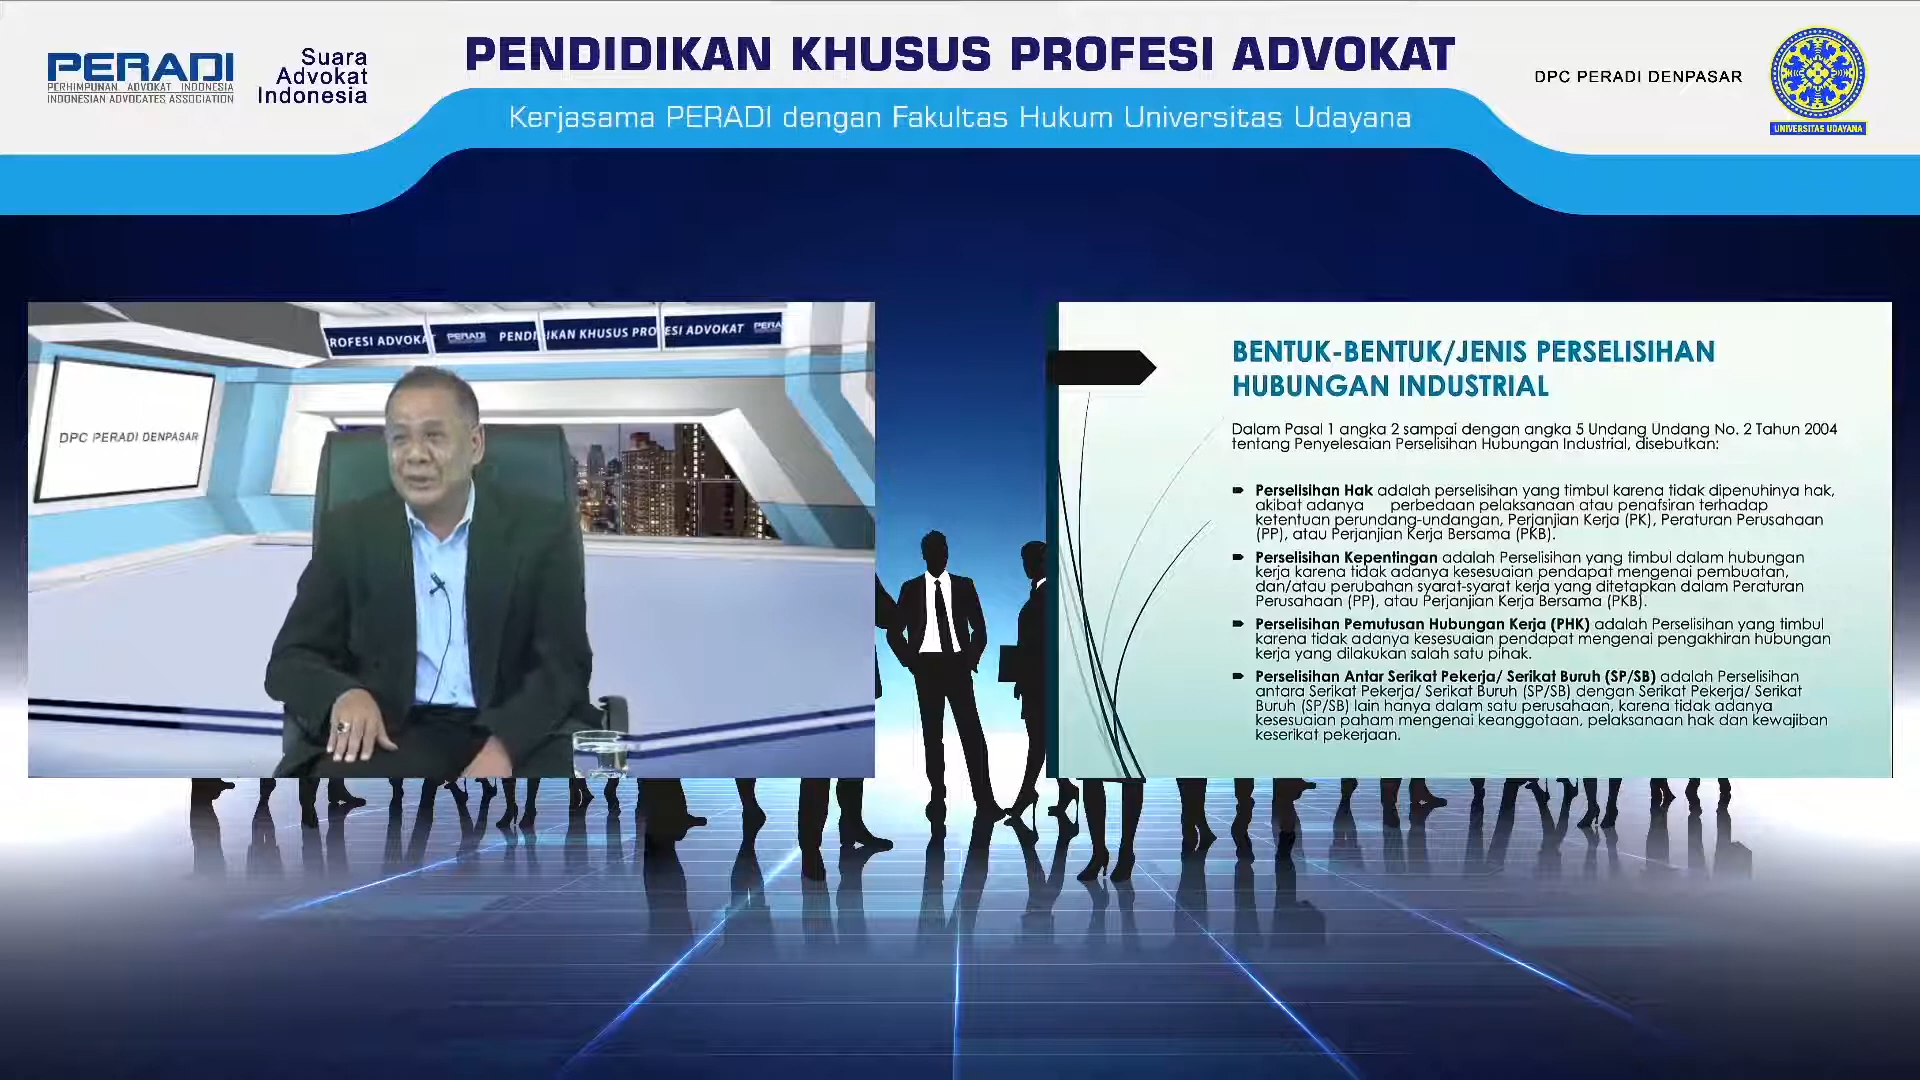 PERADI
PERHIMPUNAN ADVOKAT INDONESIA
INDONESIAN ADVOCATES ASSOCIATION
Suara
Advokat
Indonesia
PENDIDIKAN KHUSUS PROFESI ADVOKAT
Kerjasama PERADI dengan Fakultas Hukum Universitas Udayana
DPC PERADI DENPASAR
UNIVERSITAS UDAYANA
ROFESI ADVOKA PERADI PENDIDIKAN KHUSUS PROFESI ADVOKAT PERA
DPC PERADI DENPASAR
BENTUK-BENTUK/JENIS PERSELISIHAN
HUBUNGAN INDUSTRIAL
Dalam Pasal 1 angka 2 sampai dengan angka 5 Undang Undang No. 2 Tahun 2004
tentang Penyelesaian Perselisihan Hubungan Industrial, disebutkan:
Perselisihan Hak adalah perselisihan yang timbul karena tidak dipenuhinya hak,
akibat adanya perbedaan pelaksanaan atau penafsiran terhadap
ketentuan perundang-undangan, Perjanjian Kerja (PK), Peraturan Perusahaan
(PP), atau Perjanjian Kerja Bersama (PKB).
Perselisihan Kepentingan adalah Perselisihan yang timbul dalam hubungan
kerja karena tidak adanya kesesuaian pendapat mengenai pembuatan,
dan/atau perubahan syarat-syarat kerja yang ditetapkan dalam Peraturan
Perusahaan (PP), atau Perjanjian Kerja Bersama (PKB).
Perselisihan Pemutusan Hubungan Kerja (PHK) adalah Perselisihan yang timbul
karena tidak adanya kesesuaian pendapat mengenai pengakhiran hubungan
kerja yang dilakukan salah satu pihak.
Perselisihan Antar Serikat Pekerja/ Serikat Buruh (SP/SB) adalah Perselisihan
antara Serikat Pekerja/ Serikat Buruh (SP/SB) dengan Serikat Pekerja/ Serikat
Buruh (SP/SB) lain hanya dalam satu perusahaan, karena tidak adanya
kesesuaian paham mengenai keanggotaan, pelaksanaan hak dan kewajiban
keserikat pekerjaan.